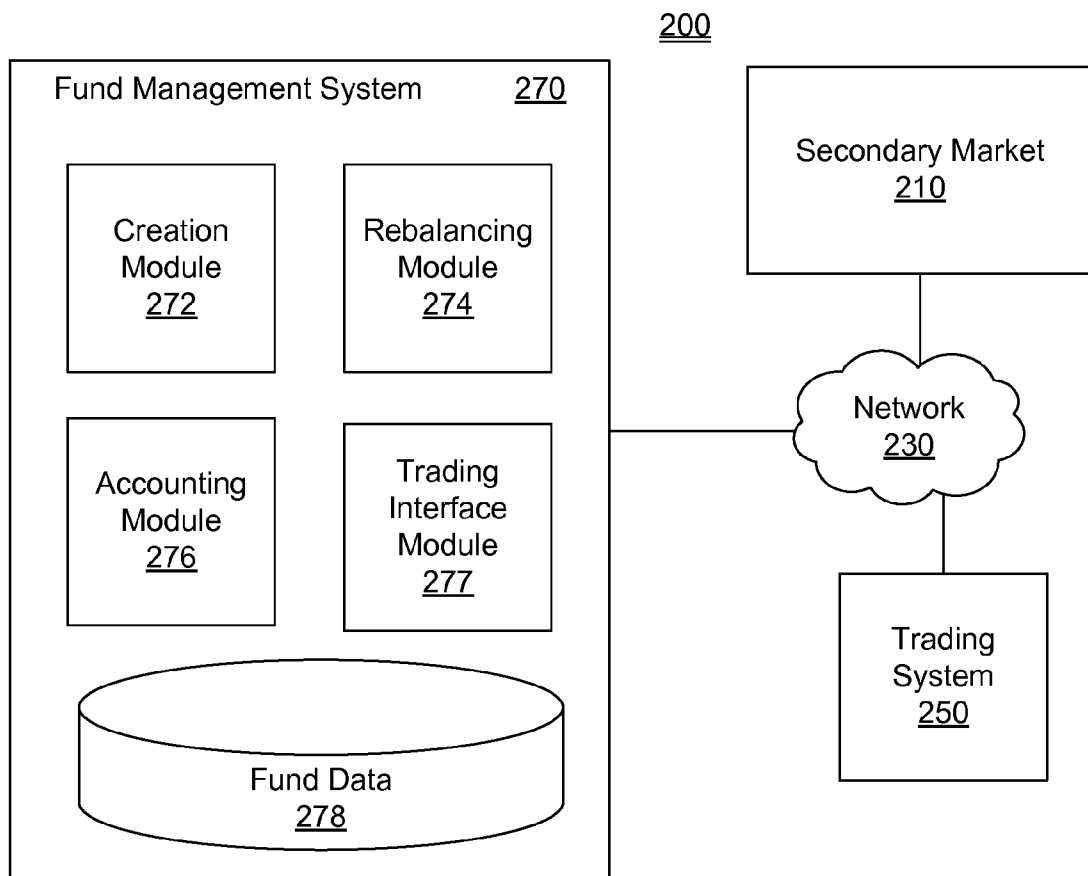 200
Fund Management System 270
Creation
Module
272
Rebalancing
Module
274
Accounting
Module
276
Trading
Interface
Module
277
Fund Data
278
Secondary Market
210
Network
230
Trading
System
250